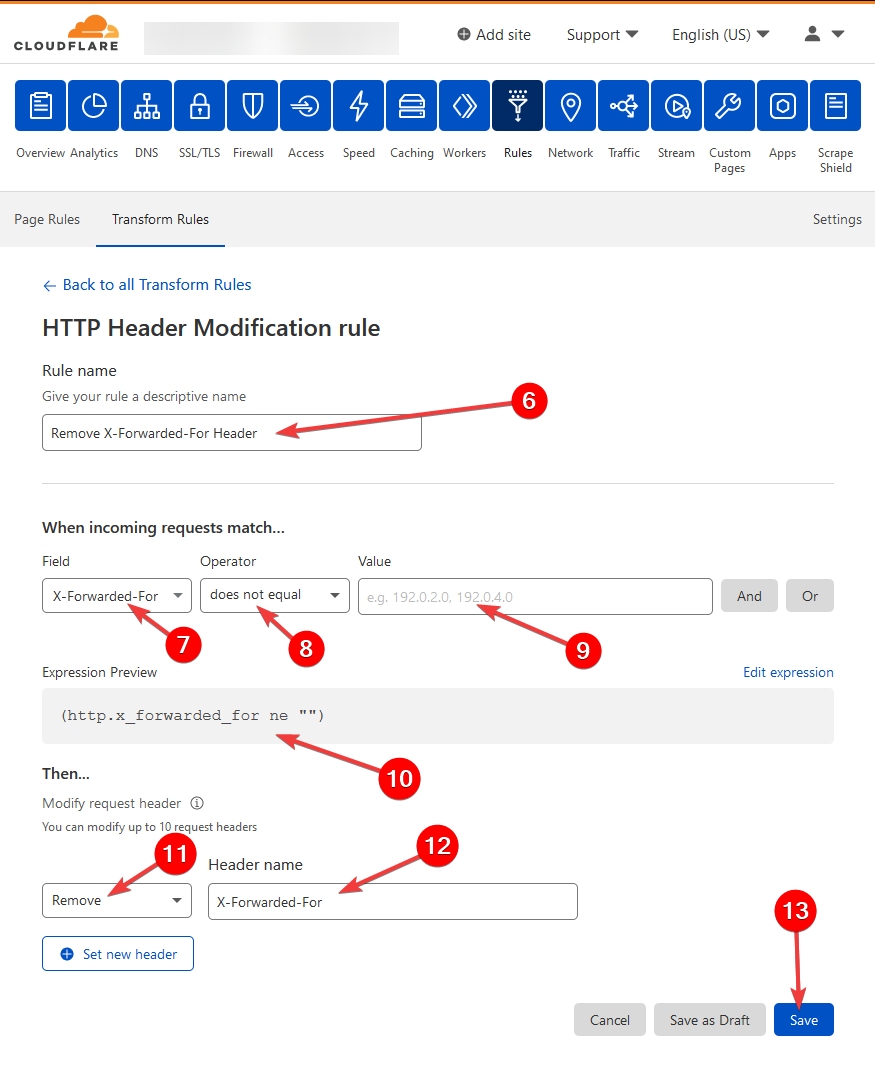 CLOUDFLARE
Add site Support English (US)
Overview Analytics DNS SSL/TLS Firewall Access Speed Caching Workers Rules Network Traffic Stream Custom Pages Apps Scrape Shield
Page Rules Transform Rules Settings
← Back to all Transform Rules
HTTP Header Modification rule
Rule name
Give your rule a descriptive name
6
Remove X-Forwarded-For Header
When incoming requests match...
Field Operator Value
X-Forwarded-For does not equal e.g. 192.0.2.0, 192.0.4.0 And Or
7 8 9
Expression Preview Edit expression
(http.x_forwarded_for ne "")
10
Then...
Modify request header
You can modify up to 10 request headers
11 12
Header name
Remove X-Forwarded-For
13
Set new header
Cancel Save as Draft Save